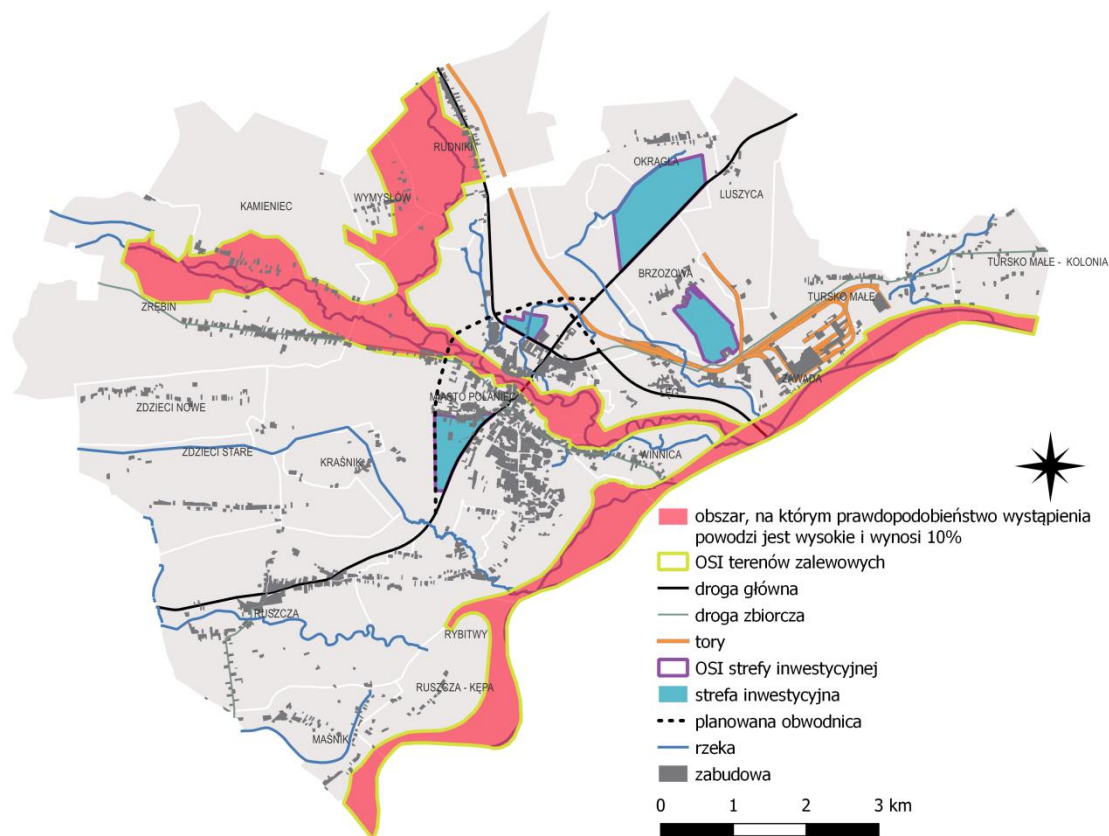 RUDNIKI
OKRĄGŁA
WYMYSŁÓW
LUSZYCA
KAMIENIEC
TURSKO MAŁE - KOLONIA
BRZOZOWA
TURSKO MAŁE
ZRĘBIN
ZAWADA
ŁĘG
MIASTO POŁANIEC
ZDZIECI NOWE
ZDZIECI STARE
WINNICA
KRAŚNIK
RUSZCZA
RYBITWY
RUSZCZA - KĘPA
MAŚNIK
obszar, na którym prawdopodobieństwo wystąpienia
powodzi jest wysokie i wynosi 10%
OSI terenów zalewowych
droga główna
droga zbiorcza
tory
OSI strefy inwestycyjnej
strefa inwestycyjna
planowana obwodnica
rzeka
zabudowa
0 1 2 3 km